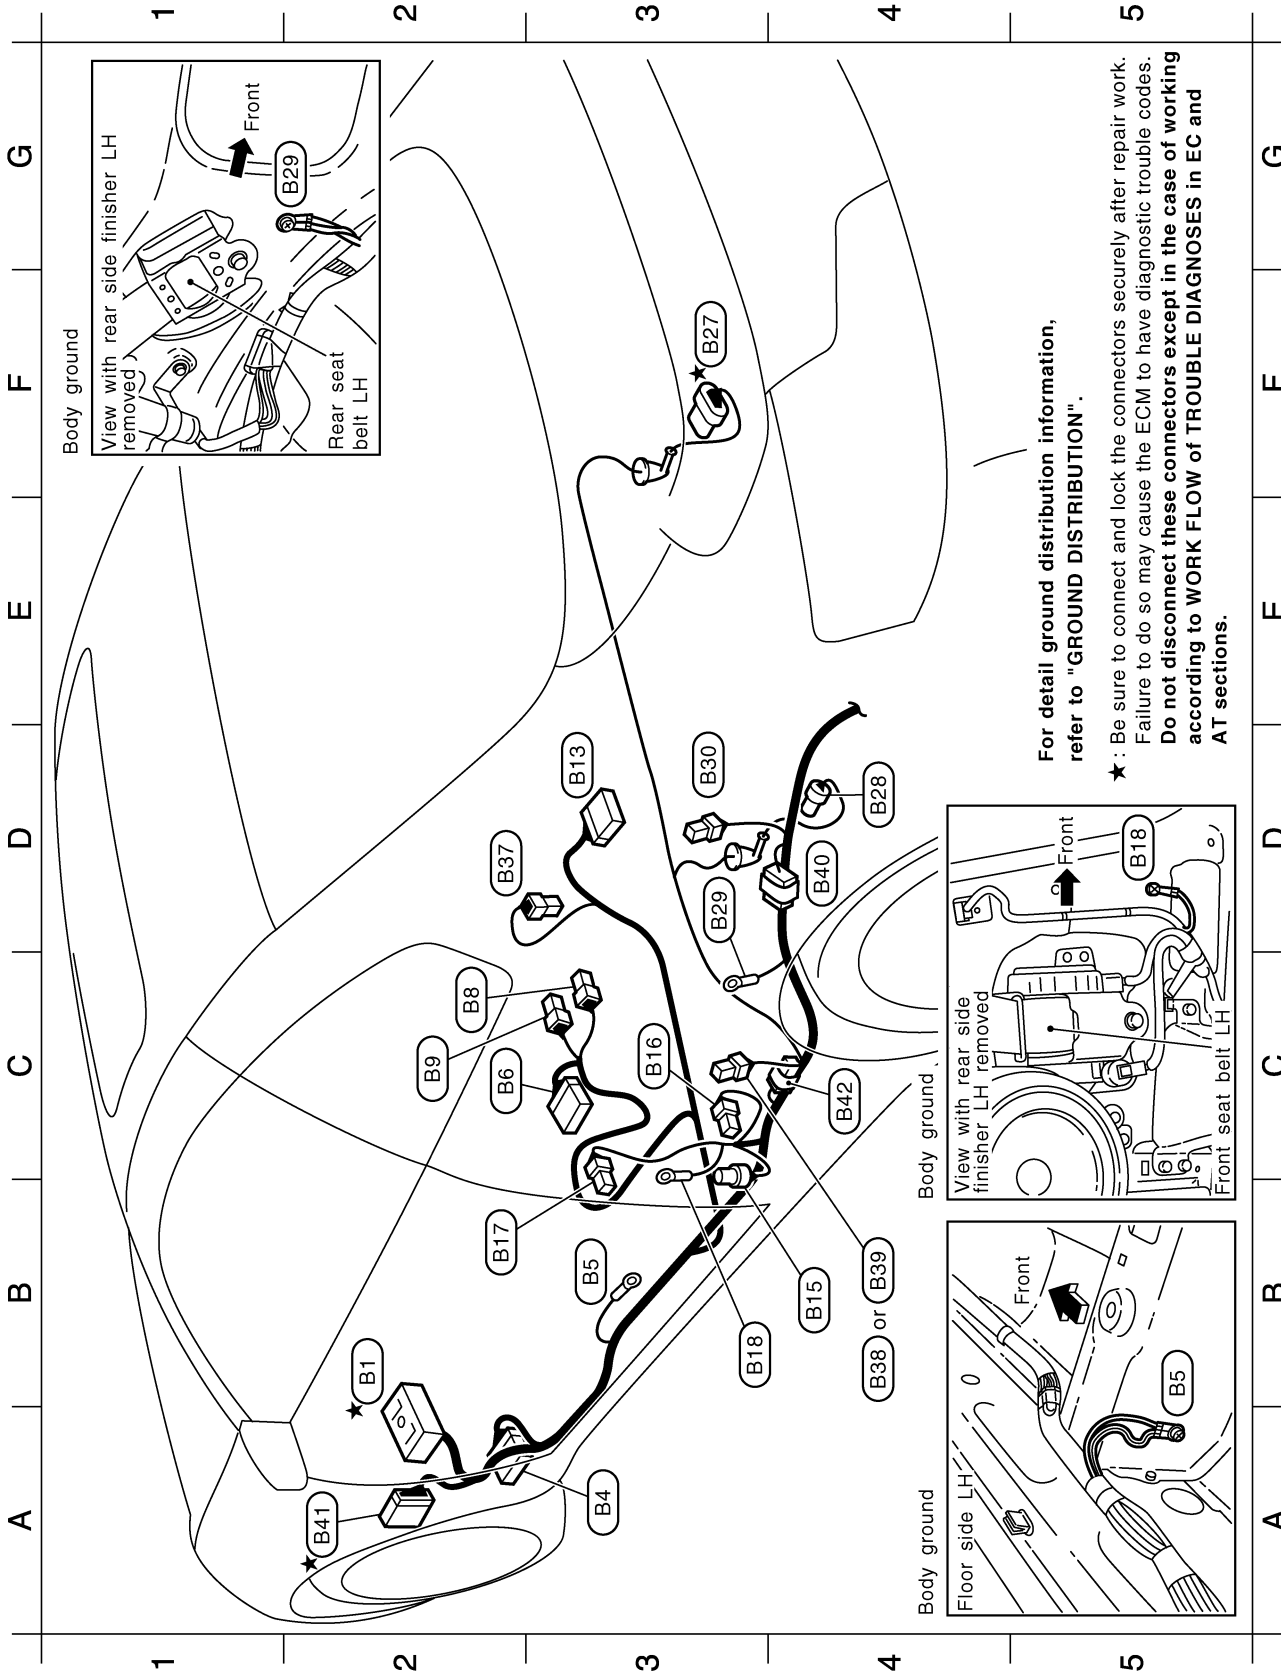 1
2
3
4
5
G
F
E
D
C
B
A
G
F
E
D
C
B
A
Body ground
View with rear side finisher LH
removed
Front
B29
Rear seat
belt LH
B27
B13
B37
B30
B28
B40
B29
B8
B9
B6
B16
B42
B17
B5
B18
B15
B38 or B39
★ B1
★ B41
B4
★
For detail ground distribution information,
refer to "GROUND DISTRIBUTION".
★: Be sure to connect and lock the connectors securely after repair work.
Failure to do so may cause the ECM to have diagnostic trouble codes.
Do not disconnect these connectors except in the case of working
according to WORK FLOW of TROUBLE DIAGNOSES in EC and
AT sections.
Body ground
View with rear side
finisher LH removed
Front
B18
Front seat belt LH
Body ground
Floor side LH
Front
B5